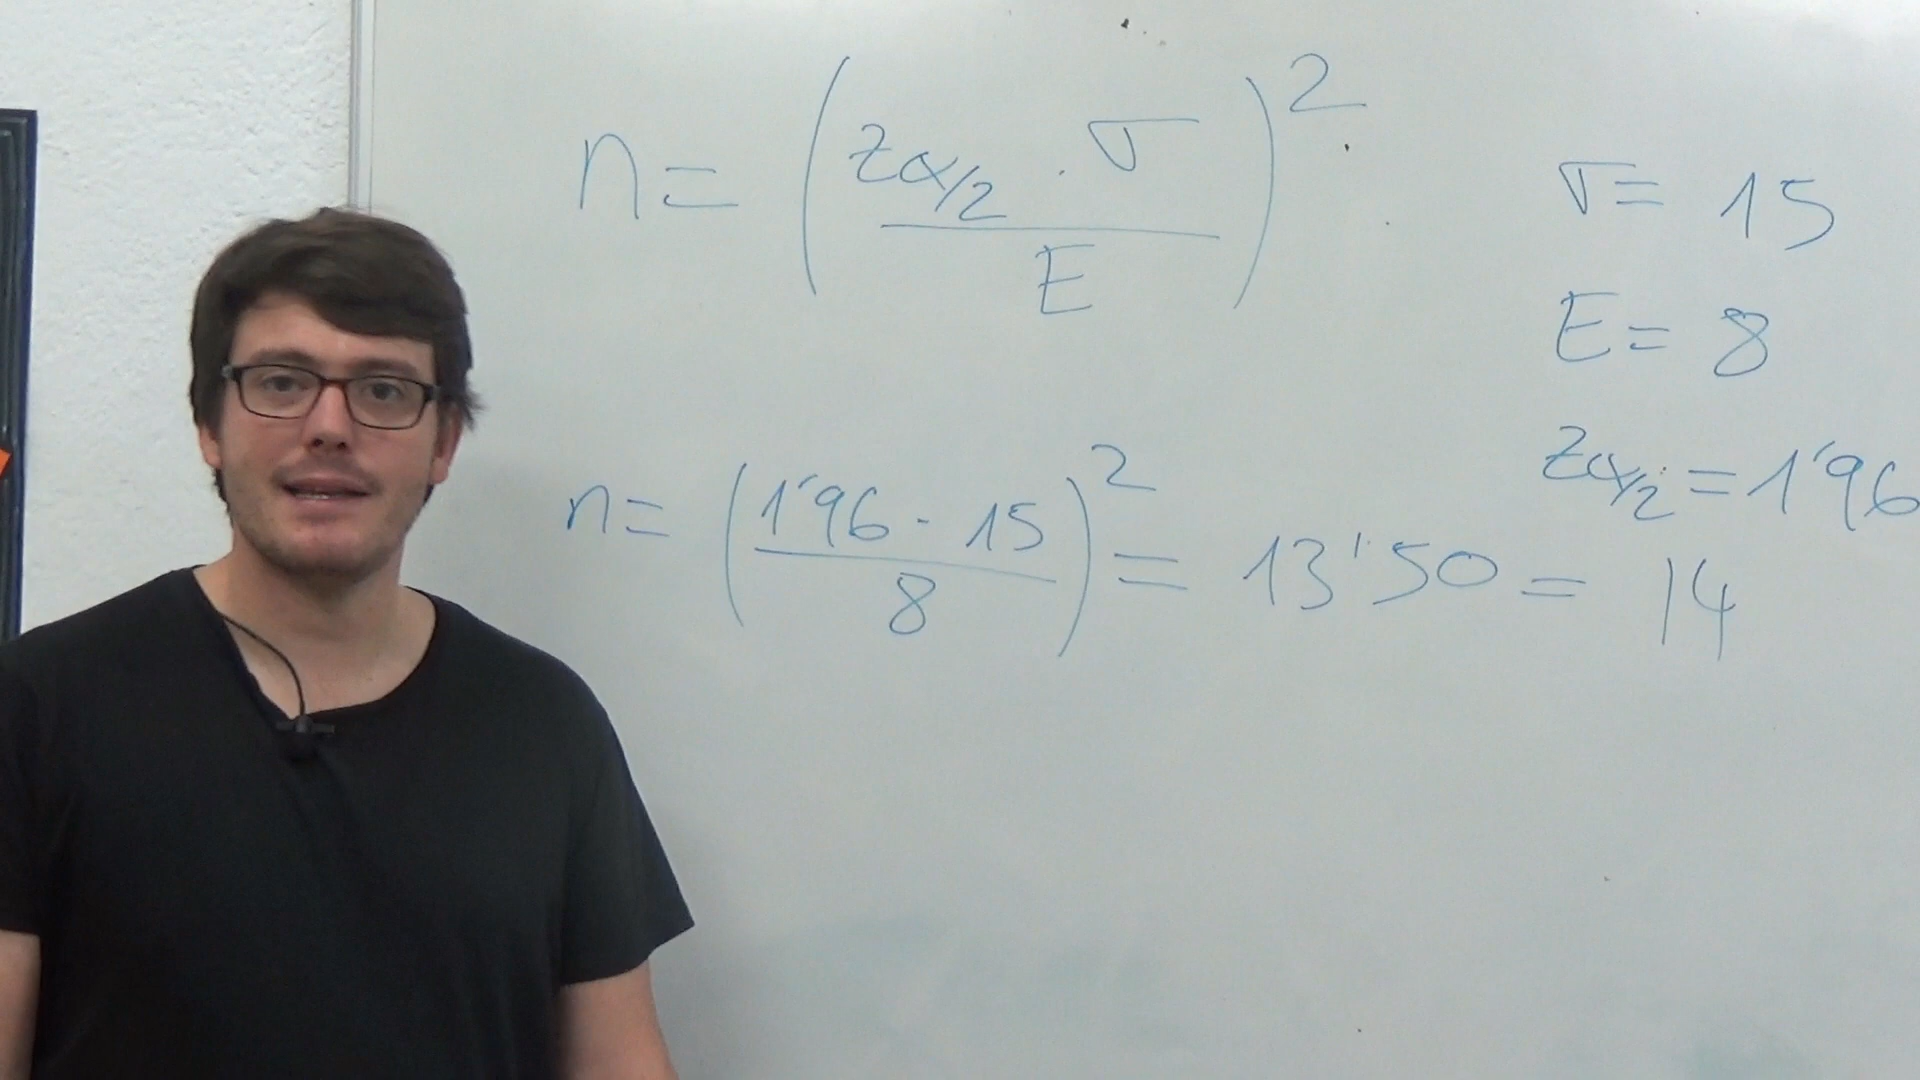 n = (zα/2 · σ / E)²
σ = 15
E = 8
zα/2 = 1'96
n = (1'96 · 15 / 8)² = 13'50 = 14